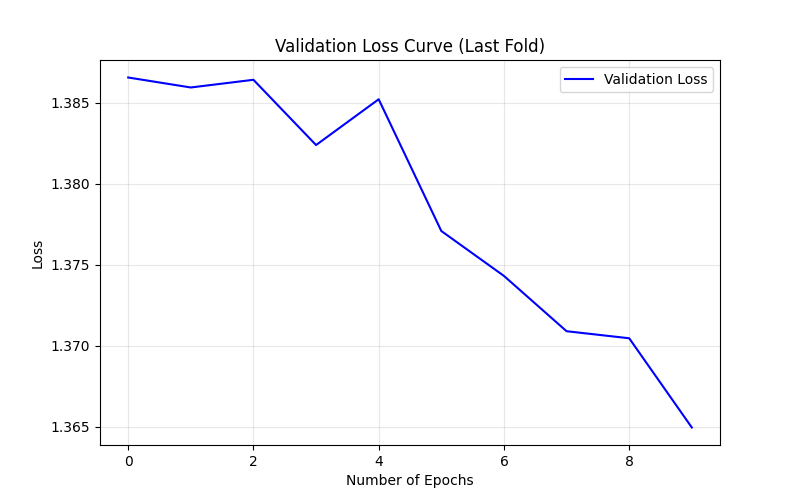 Validation Loss Curve (Last Fold)
Validation Loss
1.385
1.380
1.375
1.370
1.365
Loss
0 2 4 6 8
Number of Epochs